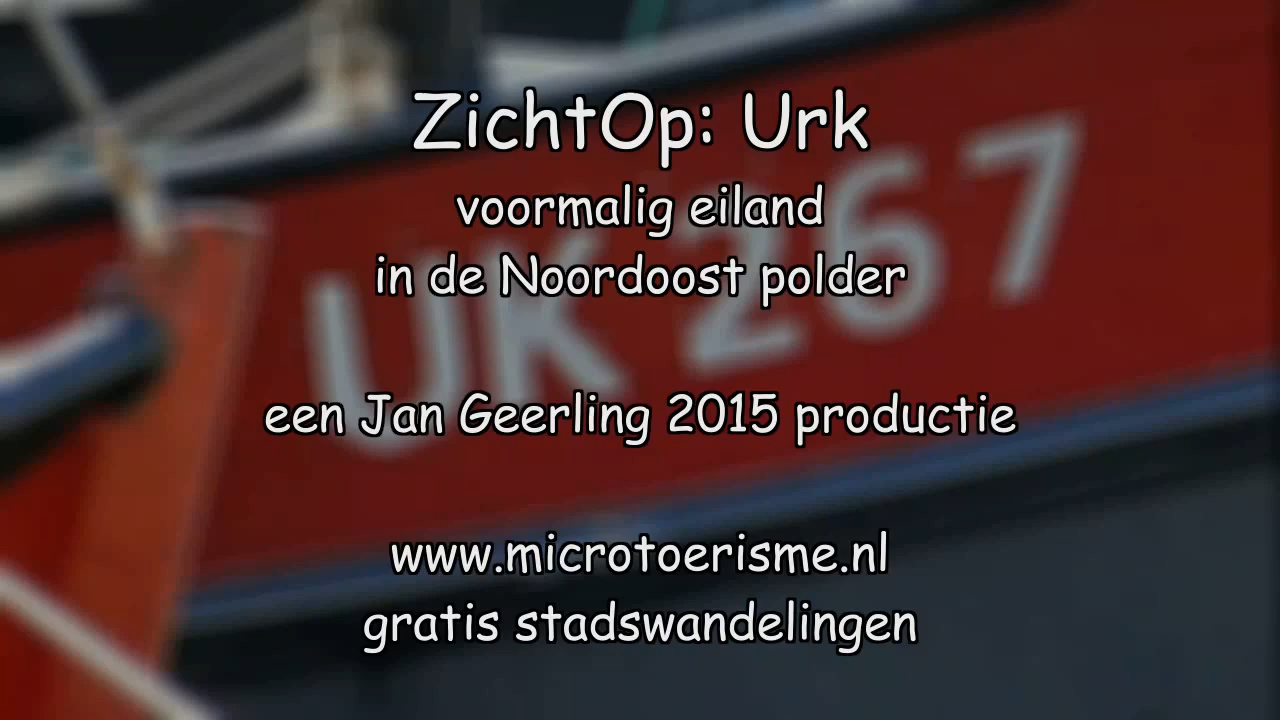 ZichtOp: Urk
voormalig eiland
in de Noordoost polder
een Jan Geerling 2015 productie
www.microtoerisme.nl
gratis stadswandelingen
UK 267